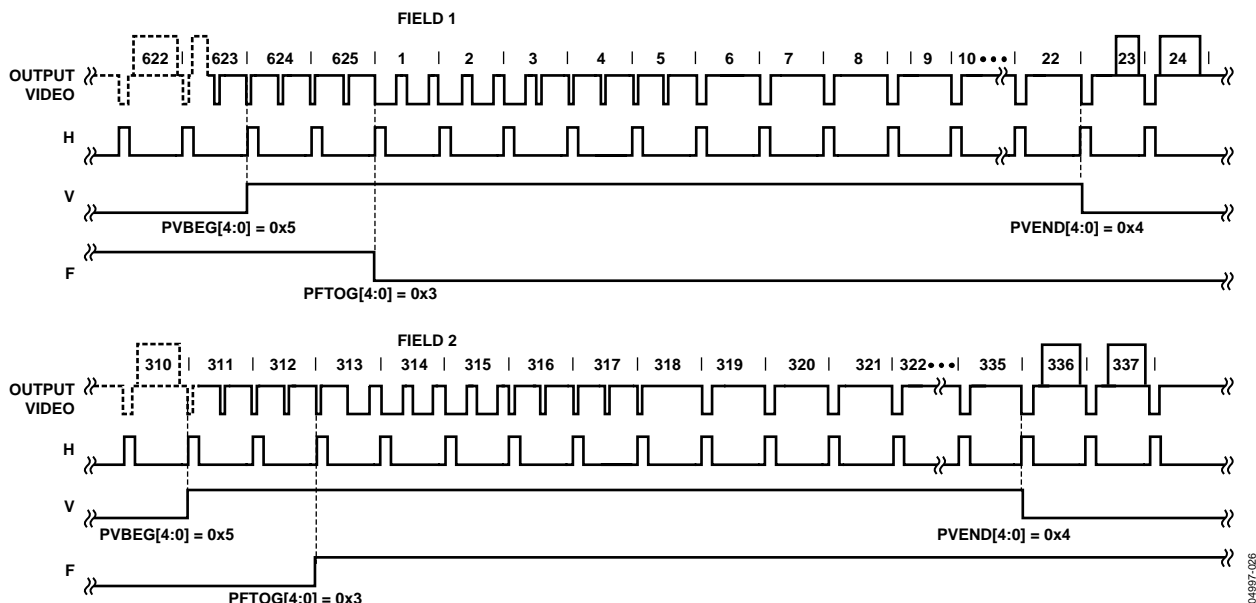 FIELD 1
622 623 624 625 1 2 3 4 5 6 7 8 9 10 ••• 22 23 24
OUTPUT
VIDEO
H
V
PVBEG[4:0] = 0x5
PVEND[4:0] = 0x4
F
PFTOG[4:0] = 0x3
FIELD 2
310 311 312 313 314 315 316 317 318 319 320 321 322 ••• 335 336 337
OUTPUT
VIDEO
H
V
PVBEG[4:0] = 0x5
PVEND[4:0] = 0x4
F
PFTOG[4:0] = 0x3
04997-026